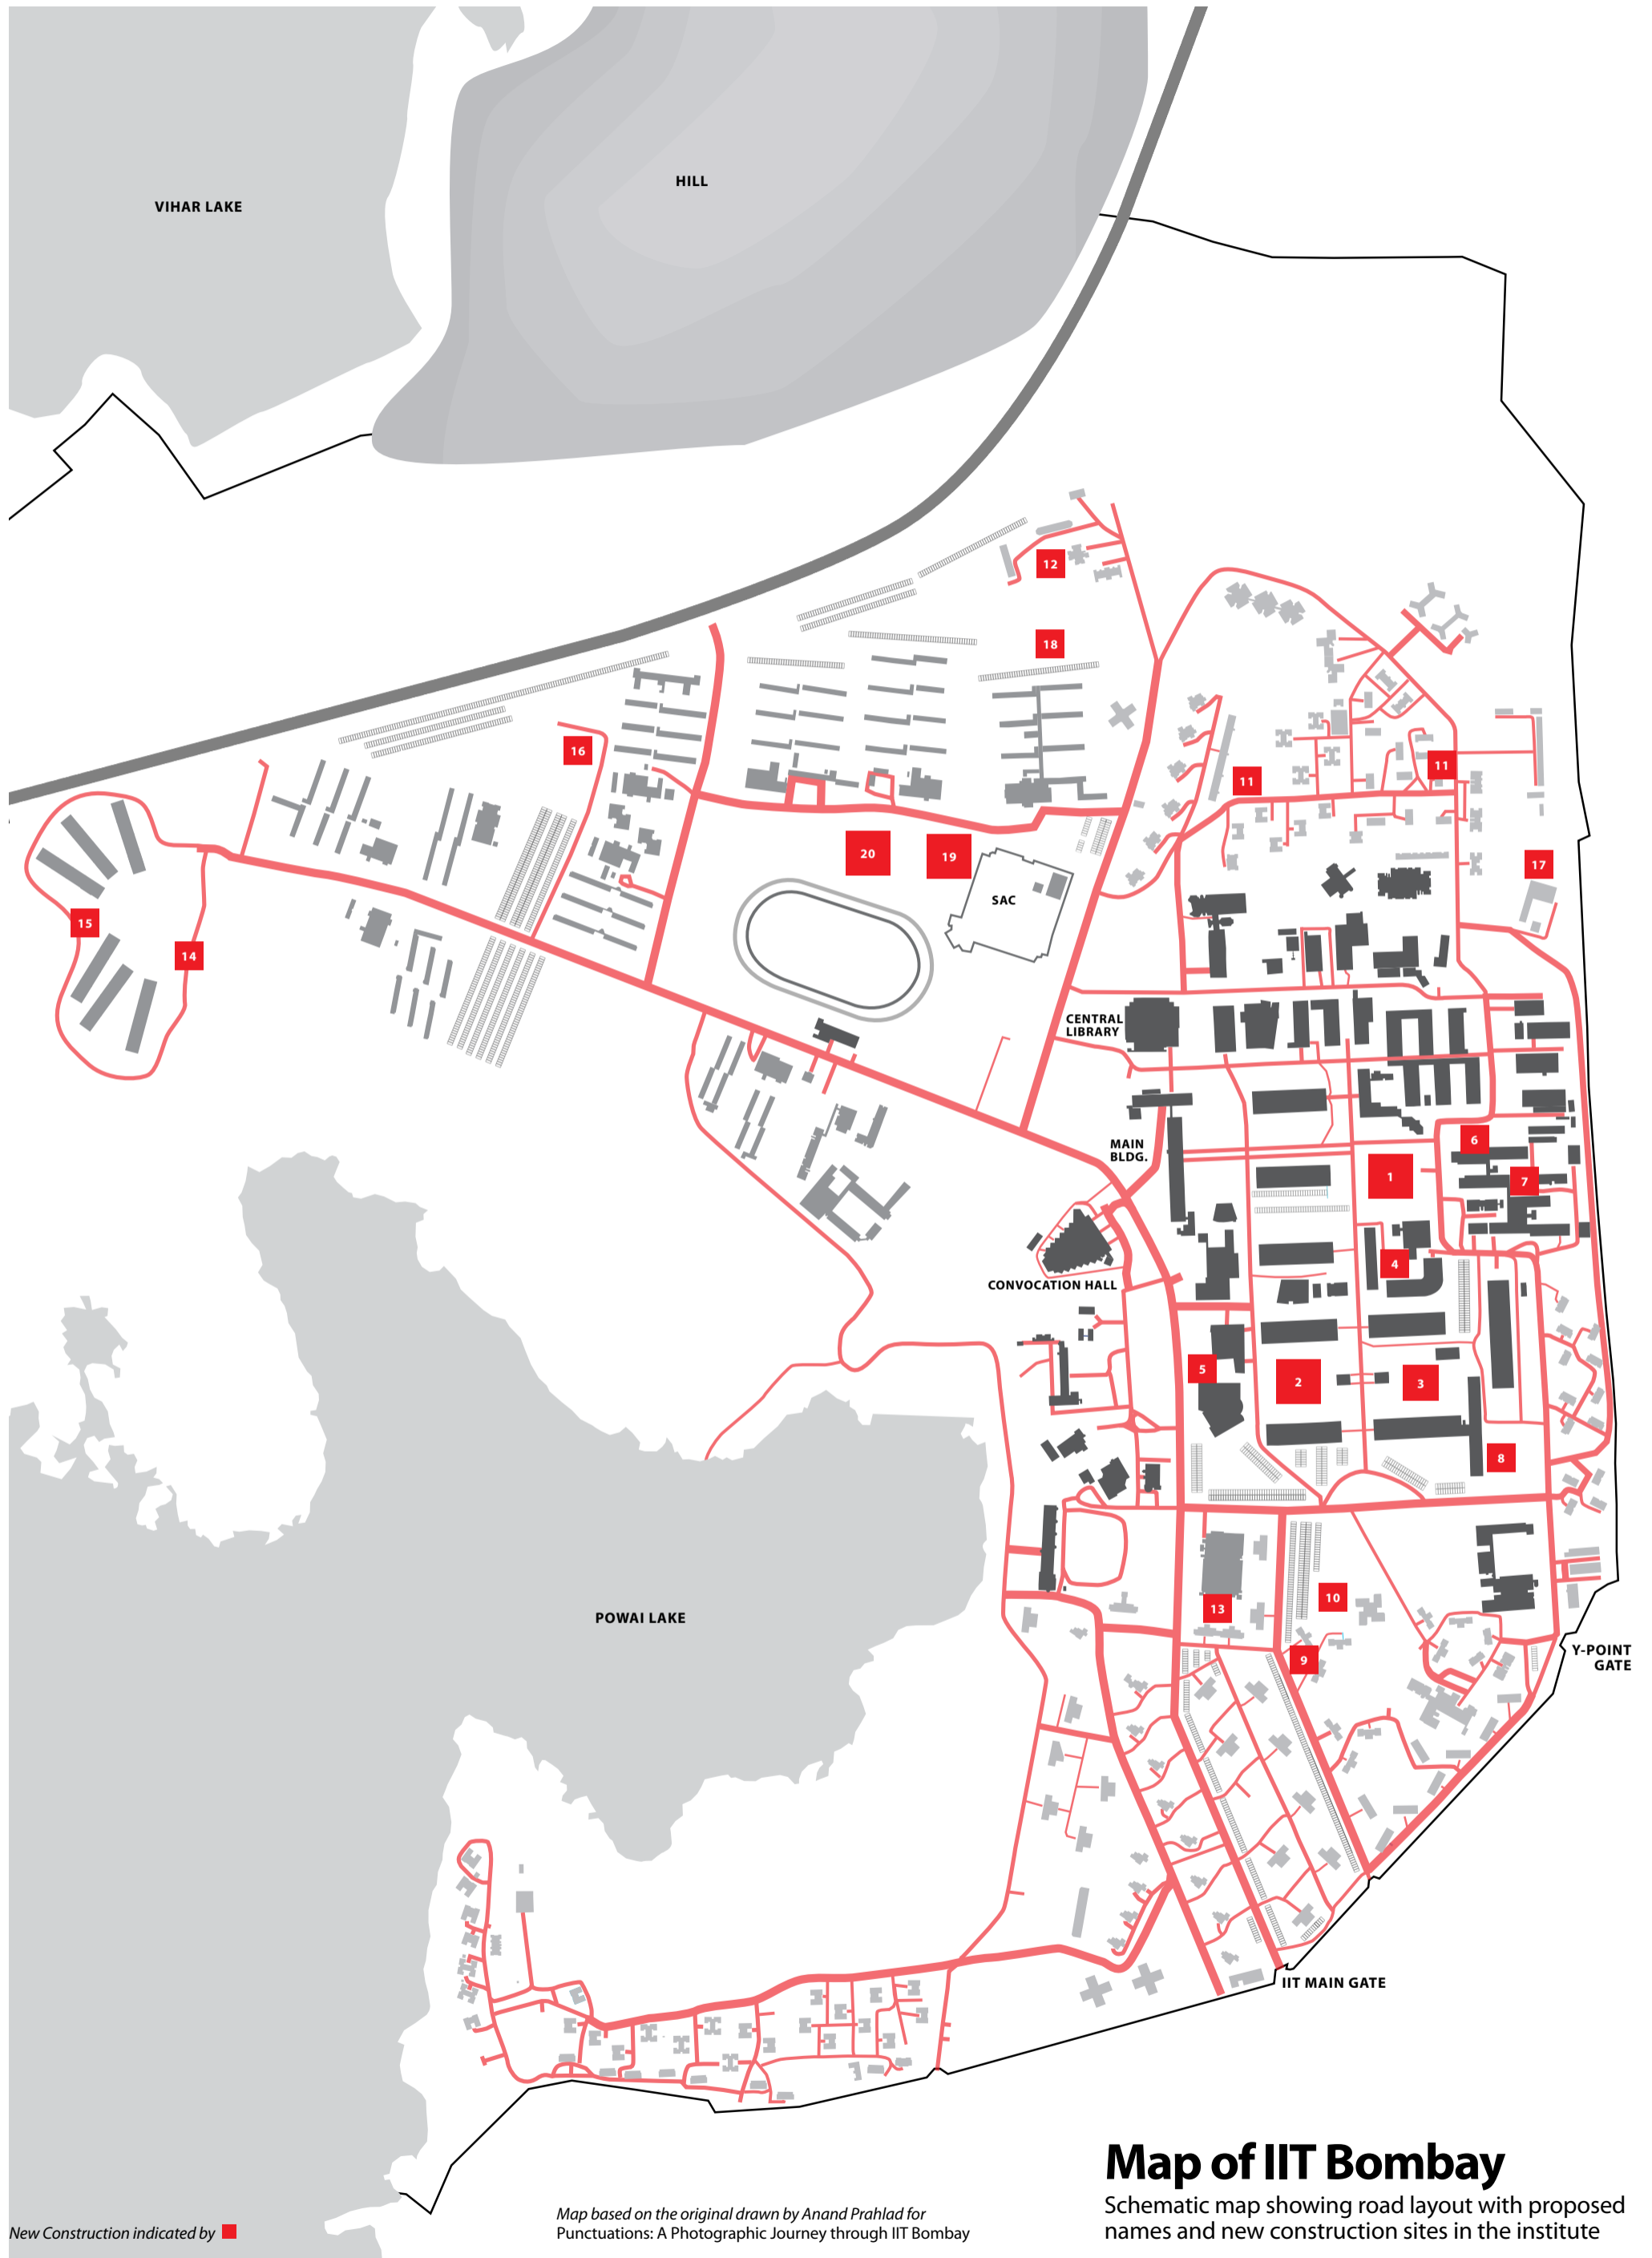 HILL
VIHAR LAKE
12
18
16
11
11
20
19
17
SAC
15
14
CENTRAL
LIBRARY
6
MAIN
BLDG.
1
7
4
CONVOCATION HALL
5
2
3
8
10
13
POWAI LAKE
9
Y-POINT
GATE
IIT MAIN GATE
Map of IIT Bombay
Schematic map showing road layout with proposed
names and new construction sites in the institute
Map based on the original drawn by Anand Prahlad for
Punctuations: A Photographic Journey through IIT Bombay
New Construction indicated by